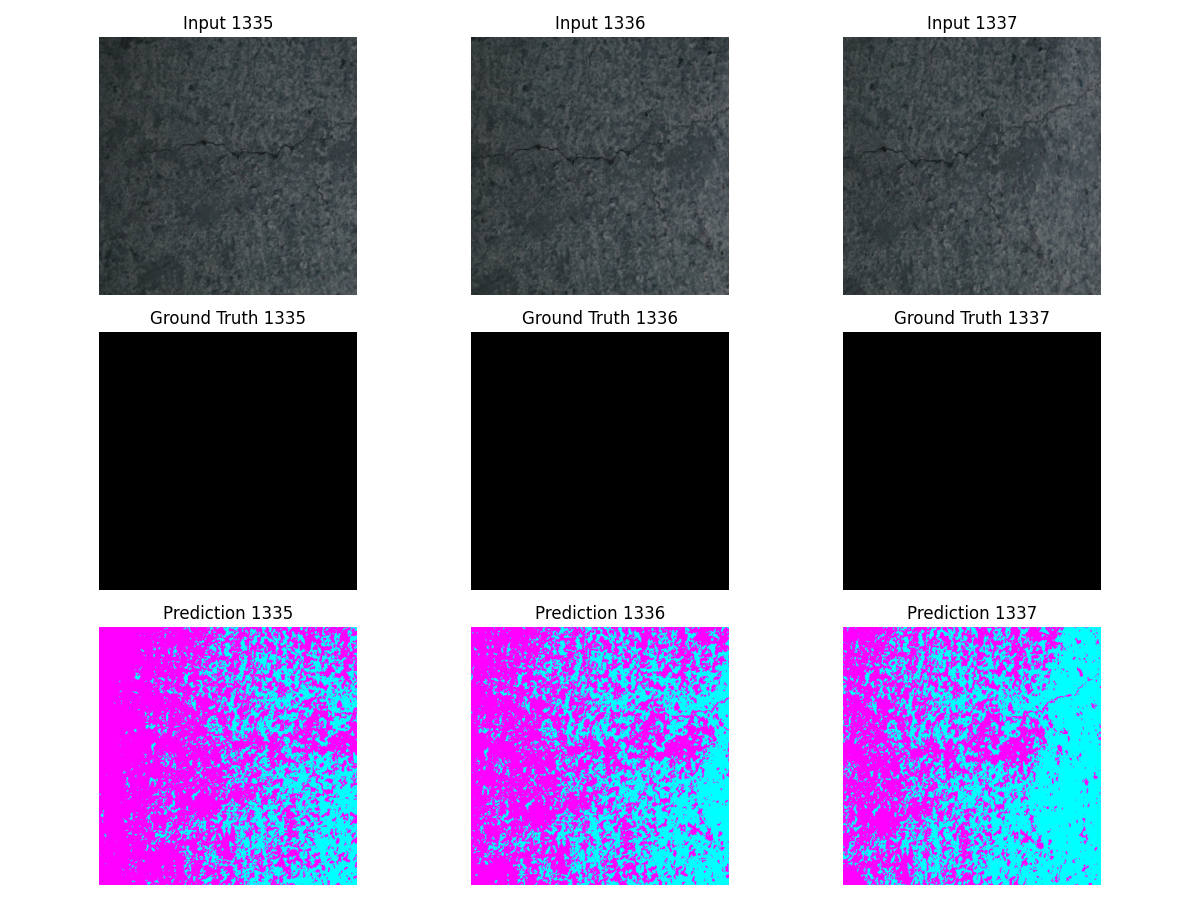 Input 1335
Input 1336
Input 1337
Ground Truth 1335
Ground Truth 1336
Ground Truth 1337
Prediction 1335
Prediction 1336
Prediction 1337